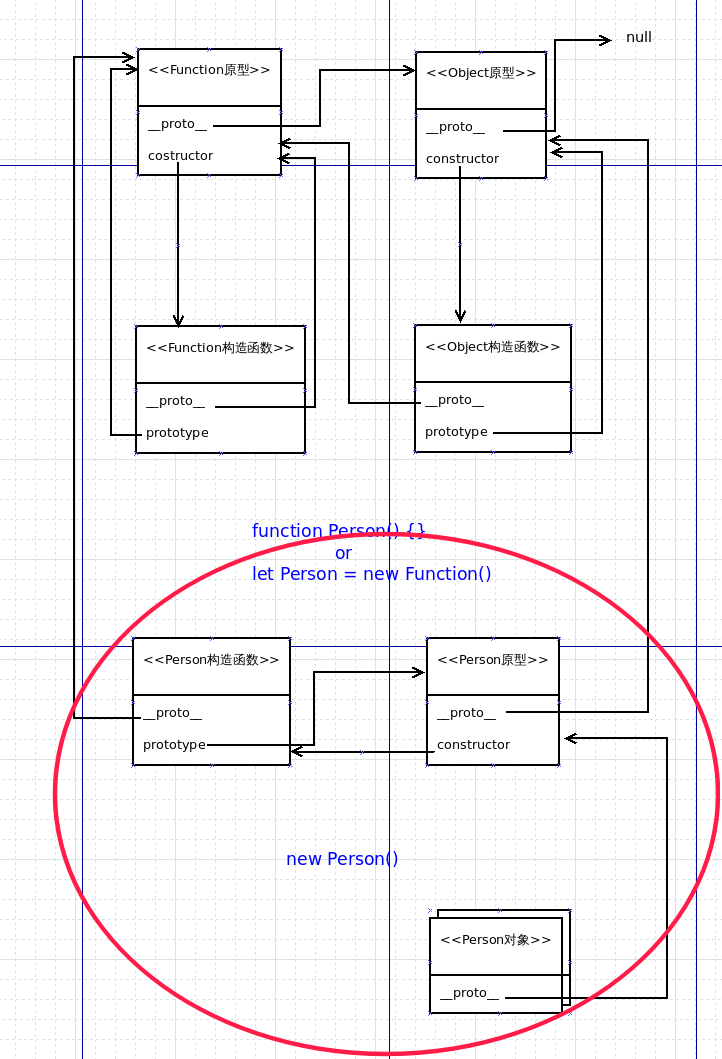 null
<<Function原型>>
__proto__
costructor
<<Object原型>>
__proto__
constructor
<<Function构造函数>>
__proto__
prototype
<<Object构造函数>>
__proto__
prototype
function Person() {}
or
let Person = new Function()
<<Person构造函数>>
__proto__
prototype
<<Person原型>>
__proto__
constructor
new Person()
<<Person对象>>
__proto__